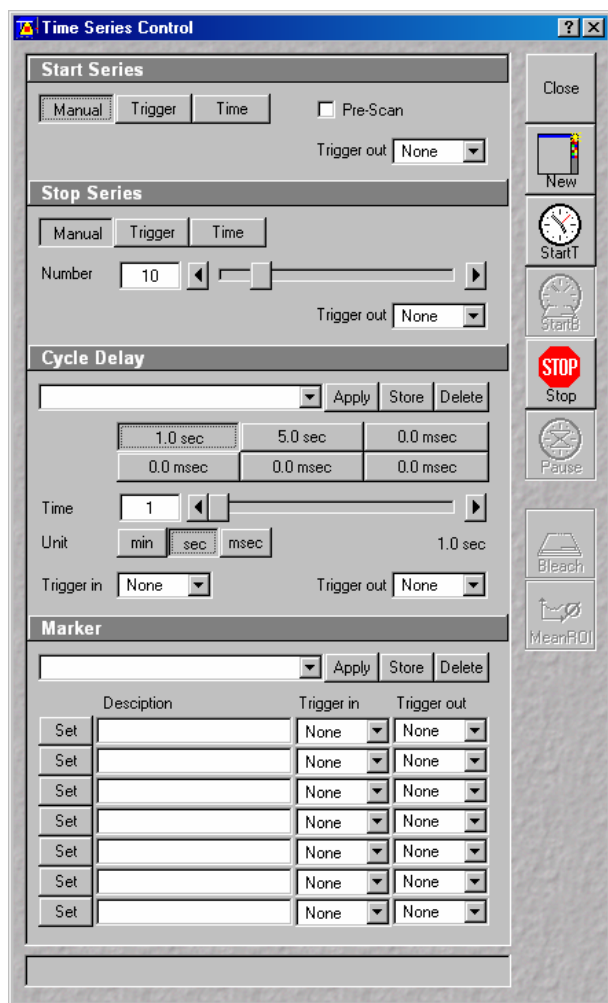 Time Series Control
Start Series
Close
Manual Trigger Time Pre-Scan
Trigger out None
New
Stop Series
Manual Trigger Time
StartT
Number 10
Trigger out None
StartB
Cycle Delay
STOP
Stop
Apply Store Delete
1.0 sec 5.0 sec 0.0 msec
0.0 msec 0.0 msec 0.0 msec
Pause
Time 1
Unit min sec msec 1.0 sec
Bleach
Trigger in None Trigger out None
Marker
MeanROI
Apply Store Delete
Desciption Trigger in Trigger out
Set None None
Set None None
Set None None
Set None None
Set None None
Set None None
Set None None